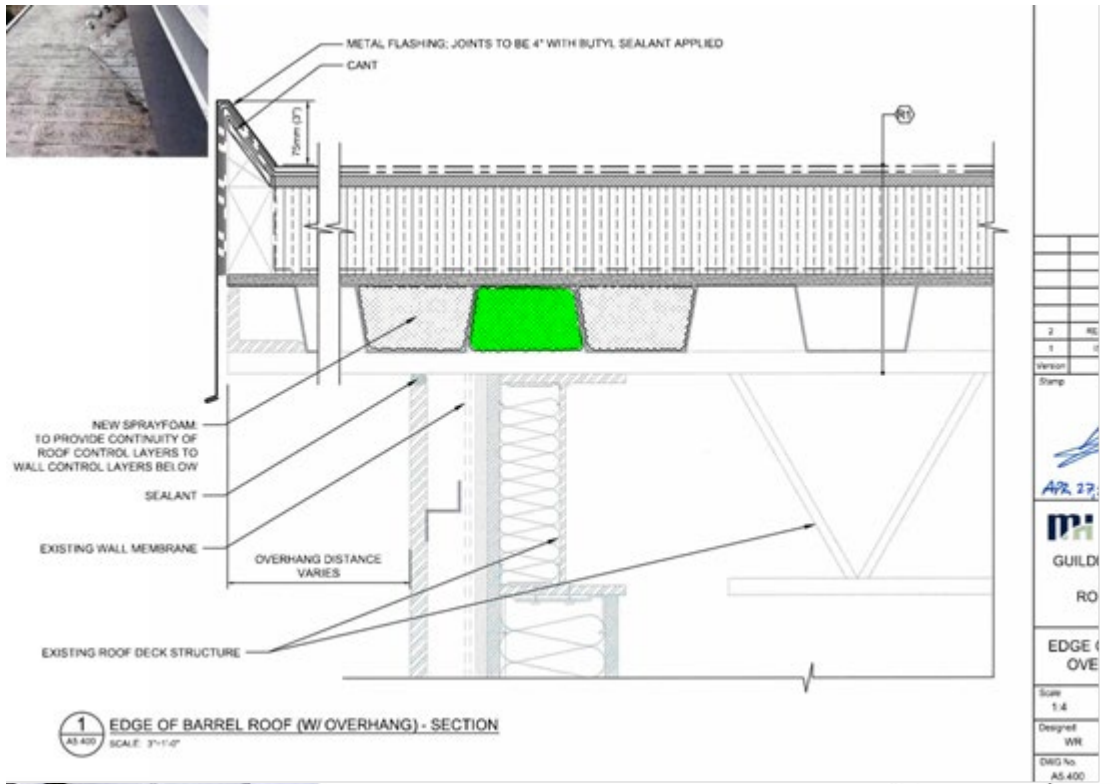 METAL FLASHING; JOINTS TO BE 4" WITH BUTYL SEALANT APPLIED
CANT
75mm (3")
R1
NEW SPRAYFOAM:
TO PROVIDE CONTINUITY OF
ROOF CONTROL LAYERS TO
WALL CONTROL LAYERS BELOW
SEALANT
EXISTING WALL MEMBRANE
OVERHANG DISTANCE
VARIES
EXISTING ROOF DECK STRUCTURE
1
A5.400
EDGE OF BARREL ROOF (W/ OVERHANG) - SECTION
SCALE: 3"=1'-0"
2 RE
1
Version
Stamp
APR 27,
GUILD
RO
EDGE
OVE
Scale
1:4
Designed
WR
DWG No.
A5.400